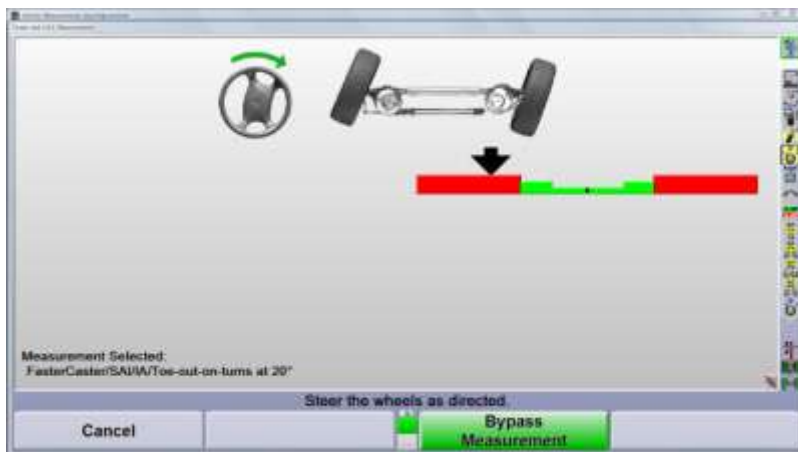 Measurement Selected:
FasterCaster/SAI/IA/Toe-out-on-turns at 20°
Steer the wheels as directed.
Cancel
Bypass
Measurement